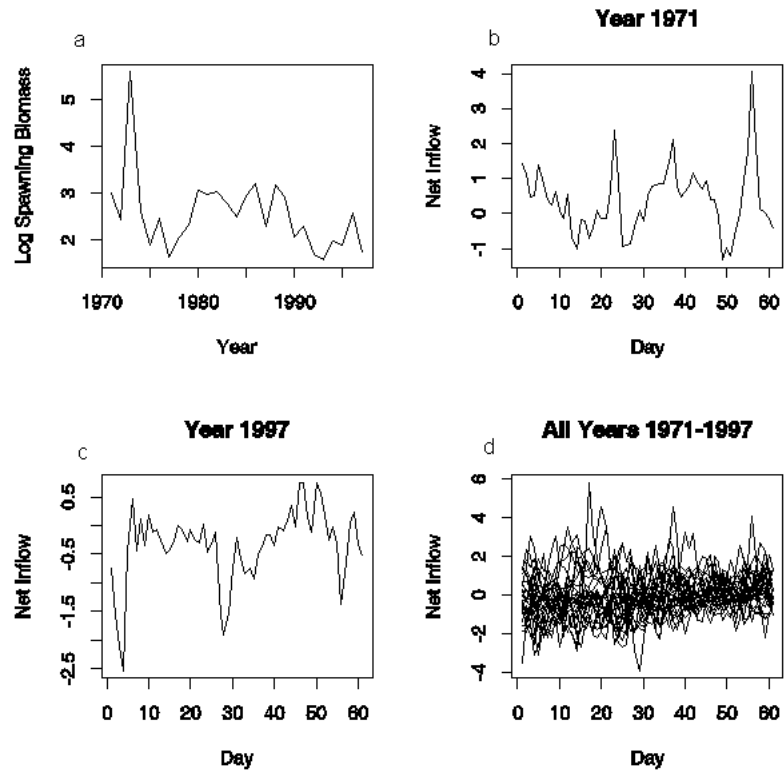 a
Log Spawning Biomass
5
4
3
2
1970 1980 1990
Year
Year 1971
b
Net Inflow
4
3
2
1
0
-1
0 10 20 30 40 50 60
Day
Year 1997
c
Net Inflow
0.5
-0.5
-1.5
-2.5
0 10 20 30 40 50 60
Day
All Years 1971-1997
d
Net Inflow
6
4
2
0
-2
-4
0 10 20 30 40 50 60
Day